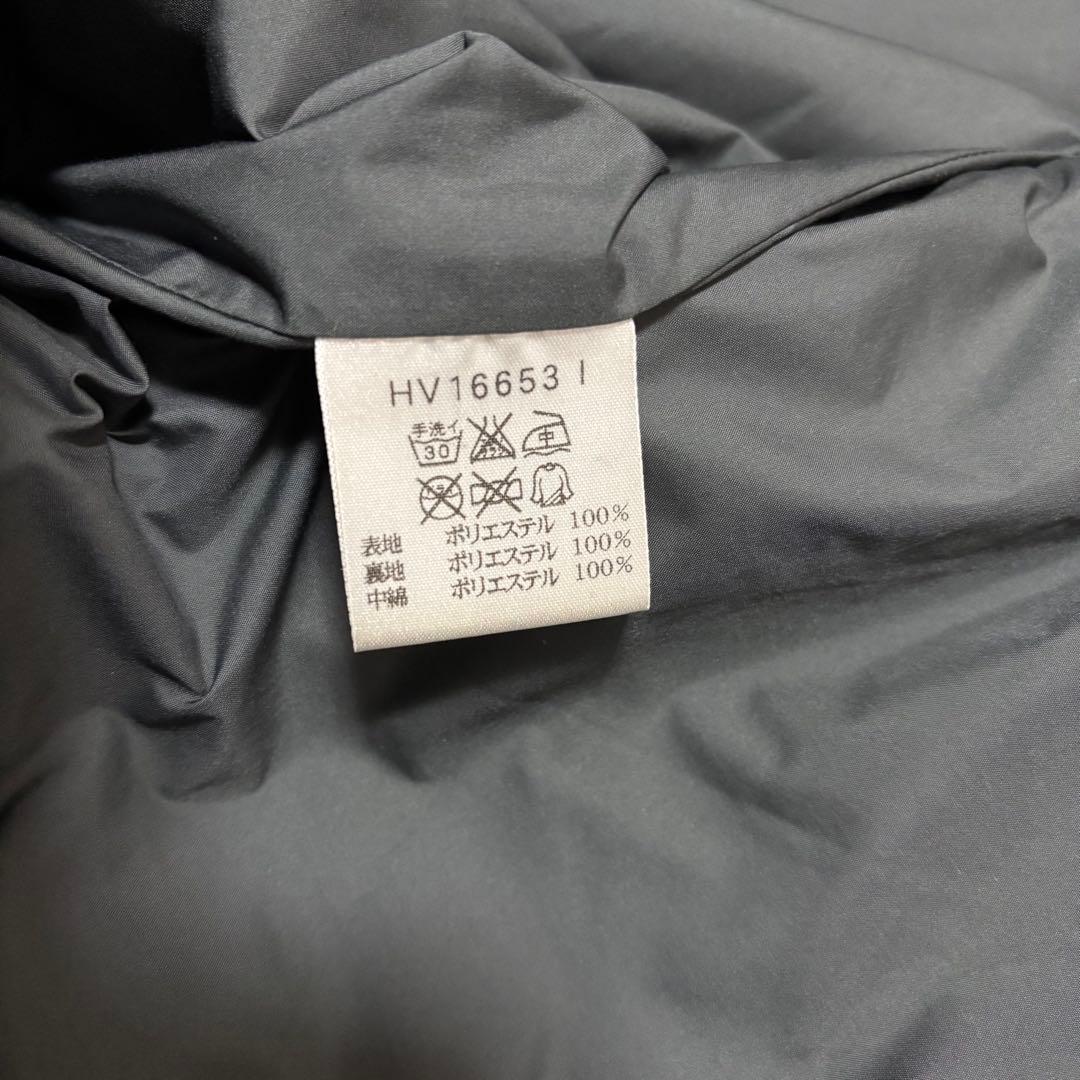 HV16653 I
手洗イ
30
中
表地 ポリエステル 100%
裏地 ポリエステル 100%
中綿 ポリエステル 100%